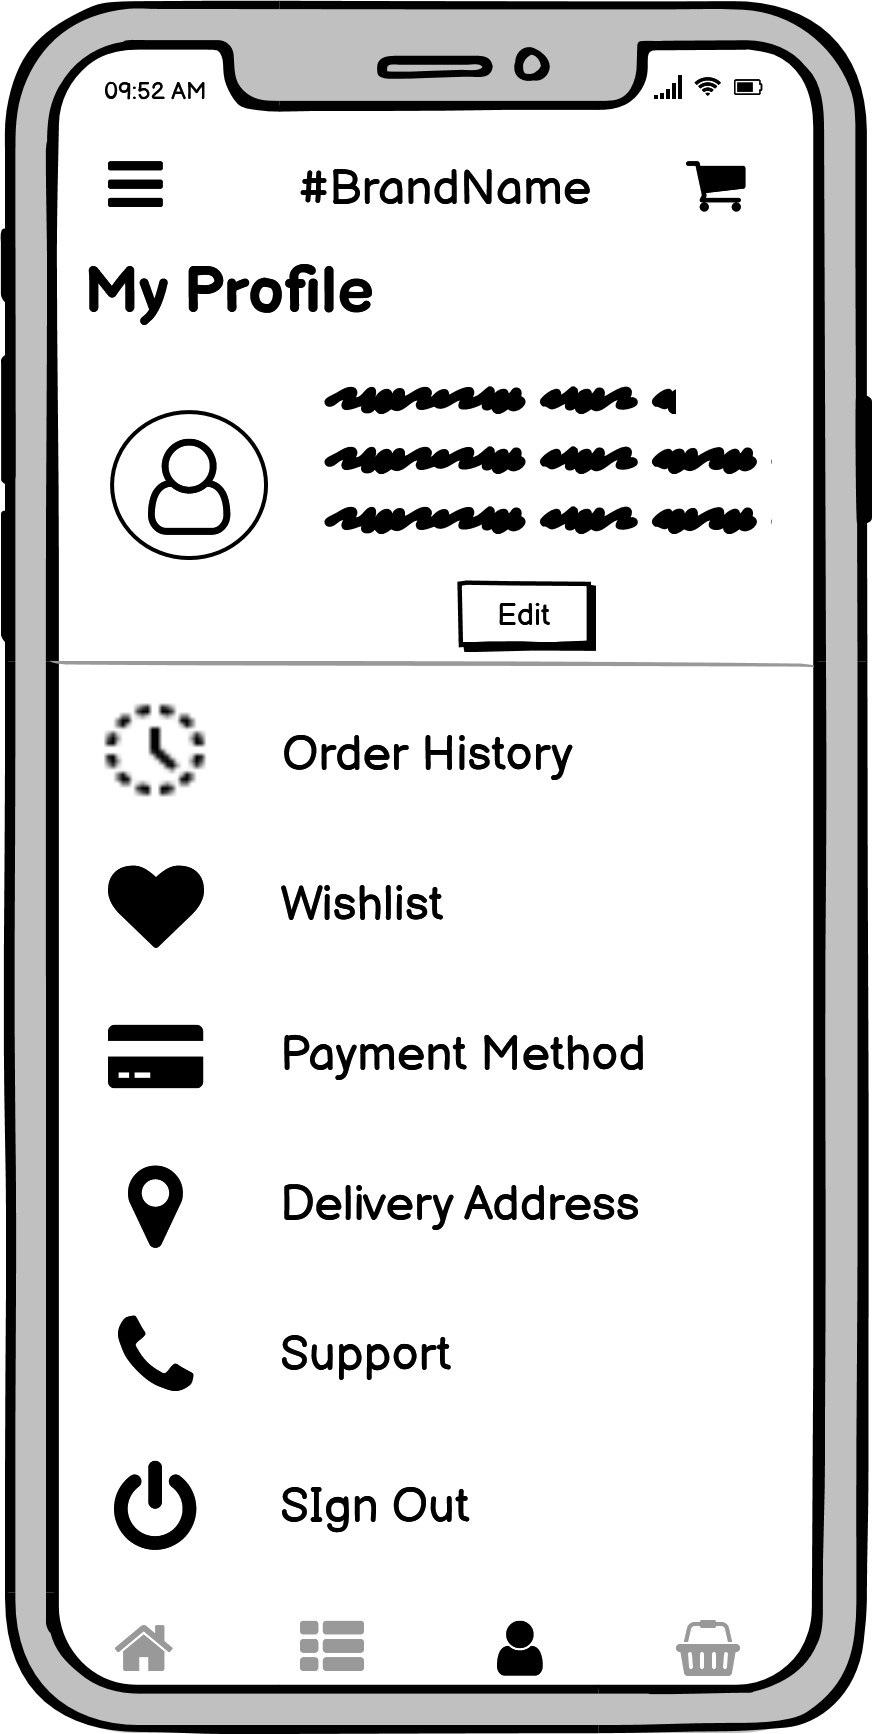 09:52 AM
#BrandName
My Profile
Edit
Order History
Wishlist
Payment Method
Delivery Address
Support
SIgn Out